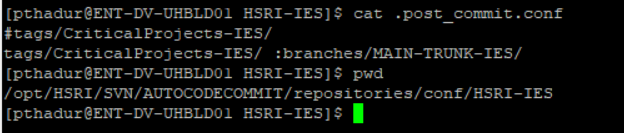 [pthadur@ENT-DV-UHBLD01 HSRI-IES]$ cat .post_commit.conf
#tags/CriticalProjects-IES/
tags/CriticalProjects-IES/ :branches/MAIN-TRUNK-IES/
[pthadur@ENT-DV-UHBLD01 HSRI-IES]$ pwd
/opt/HSRI/SVN/AUTOCODECOMMIT/repositories/conf/HSRI-IES
[pthadur@ENT-DV-UHBLD01 HSRI-IES]$